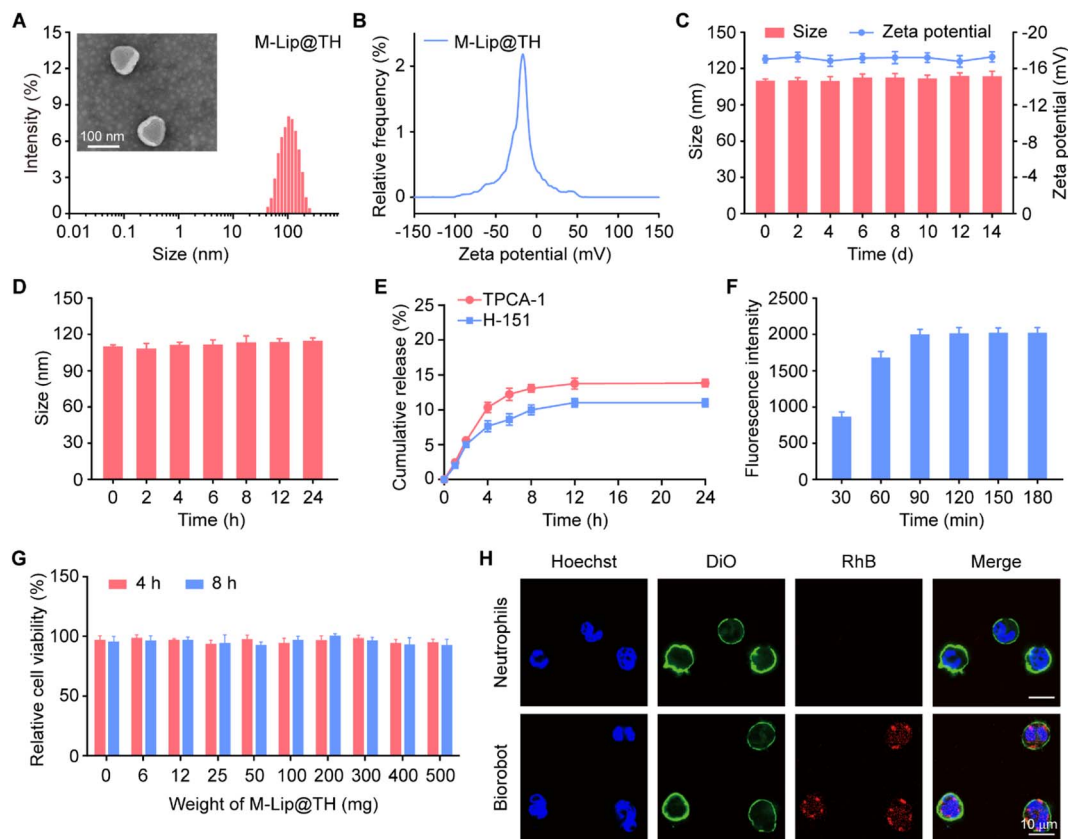 A
Intensity (%)
15
12
9
6
3
0
M-Lip@TH
100 nm
0.01 0.1 1 10 100
Size (nm)
B
Relative frequency (%)
2
1
0
M-Lip@TH
-150 -100 -50 0 50 100 150
Zeta potential (mV)
C
Size Zeta potential
Size (nm)
150
120
90
60
30
0
-20
-16
-12
-8
-4
0
Zeta potential (mV)
0 2 4 6 8 10 12 14
Time (d)
D
Size (nm)
150
120
90
60
30
0
0 2 4 6 8 12 24
Time (h)
E
TPCA-1
H-151
Cumulative release (%)
25
20
15
10
5
0
0 4 8 12 16 20 24
Time (h)
F
Fluorescence intensity
2500
2000
1500
1000
500
0
30 60 90 120 150 180
Time (min)
G
4 h 8 h
Relative cell viability (%)
150
100
50
0
0 6 12 25 50 100 200 300 400 500
Weight of M-Lip@TH (mg)
H
Hoechst DiO RhB Merge
Neutrophils
Biorobot
10 μm